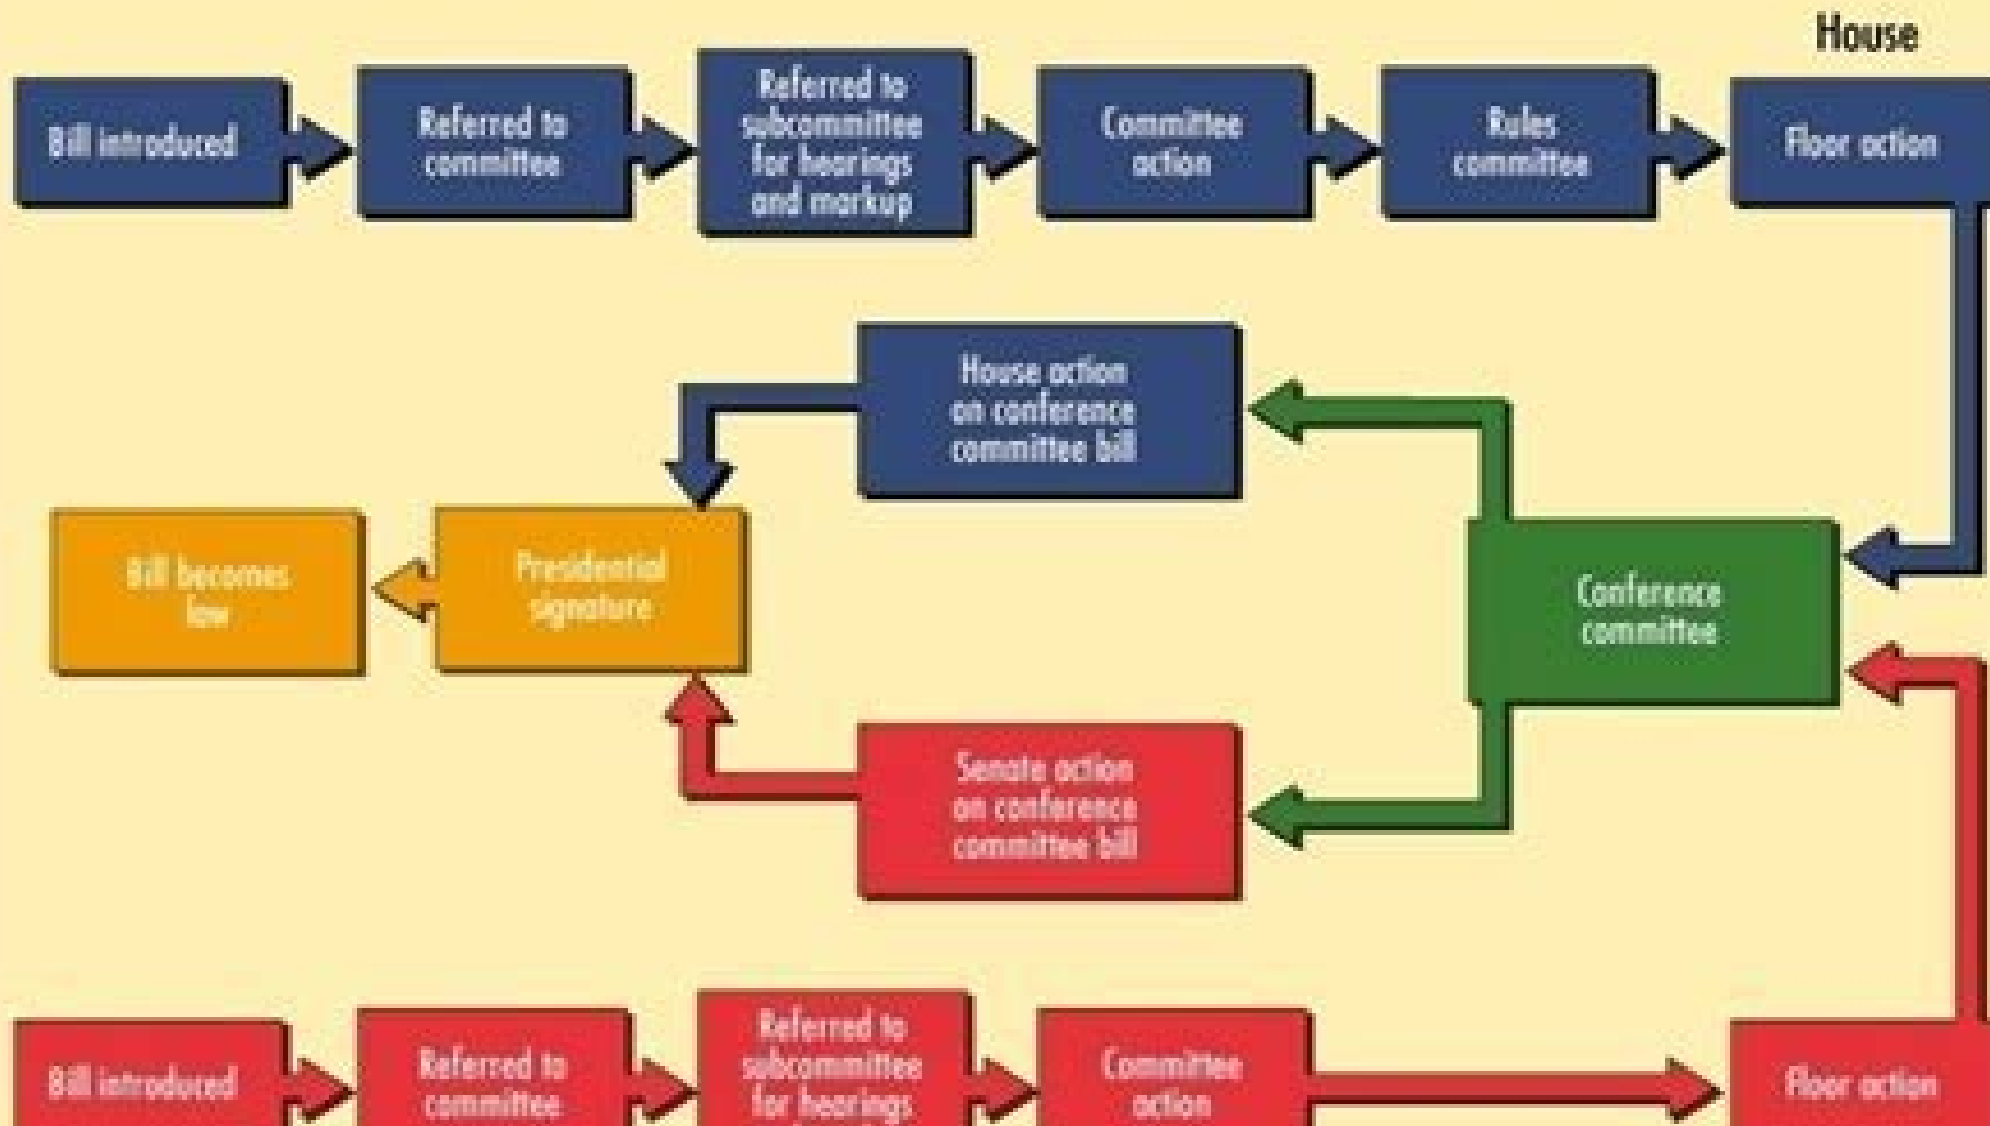 House
Bill introduced
Referred to
committee
Referred to
subcommittee
for hearings
and markup
Committee
action
Rules
committee
Floor action
House action
on conference
committee bill
Bill becomes
law
Presidential
signature
Conference
committee
Senate action
on conference
committee bill
Bill introduced
Referred to
committee
Referred to
subcommittee
for hearings
Committee
action
Floor action